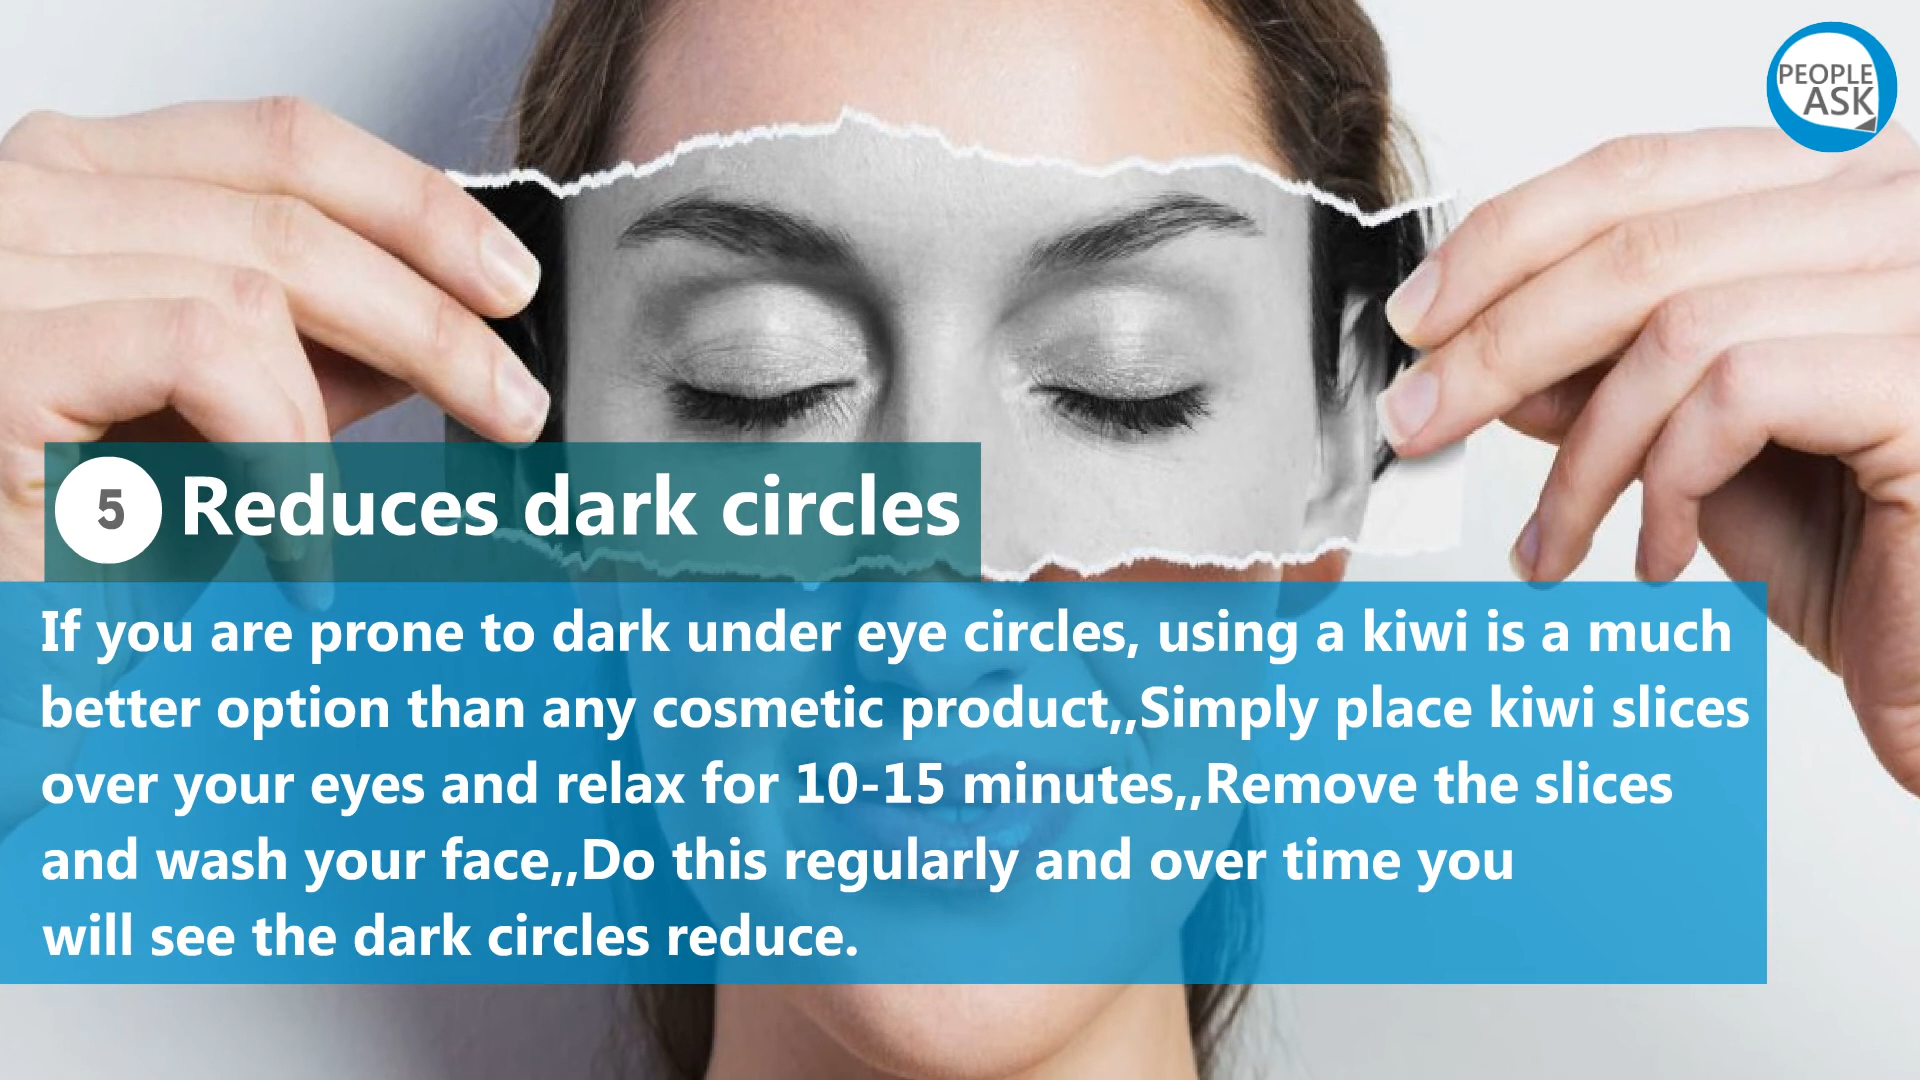 PEOPLE
ASK
5 Reduces dark circles
If you are prone to dark under eye circles, using a kiwi is a much
better option than any cosmetic product,,Simply place kiwi slices
over your eyes and relax for 10-15 minutes,,Remove the slices
and wash your face,,Do this regularly and over time you
will see the dark circles reduce.